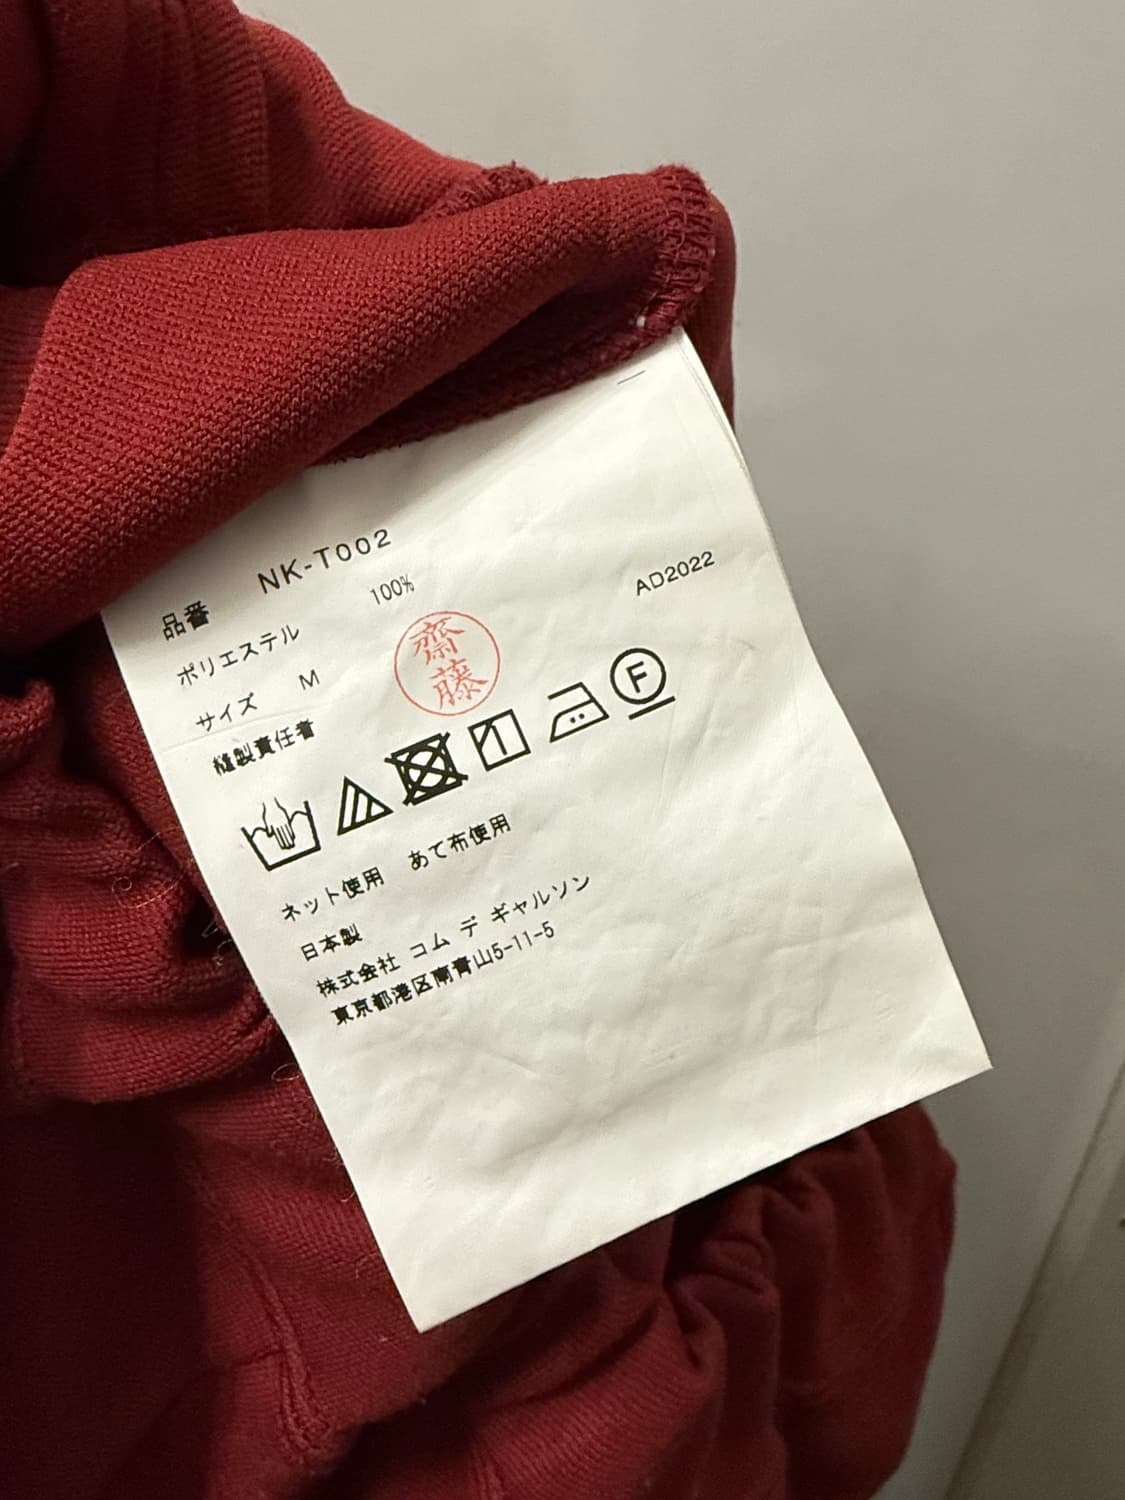 品番 NK-T002
ポリエステル 100% AD2022
サイズ M
縫製責任者 齋藤
F
ネット使用 あて布使用
日本製
株式会社 コム デ ギャルソン
東京都港区南青山5-11-5